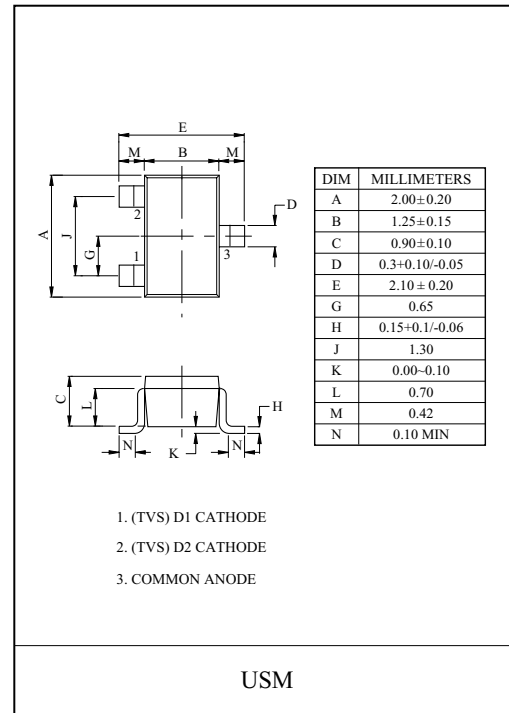 E
M B M
A
J
G
2
1
3
D
C
L
H
N
K
N
DIM MILLIMETERS
A 2.00±0.20
B 1.25±0.15
C 0.90±0.10
D 0.3+0.10/-0.05
E 2.10 ± 0.20
G 0.65
H 0.15+0.1/-0.06
J 1.30
K 0.00~0.10
L 0.70
M 0.42
N 0.10 MIN
1. (TVS) D1 CATHODE
2. (TVS) D2 CATHODE
3. COMMON ANODE
USM